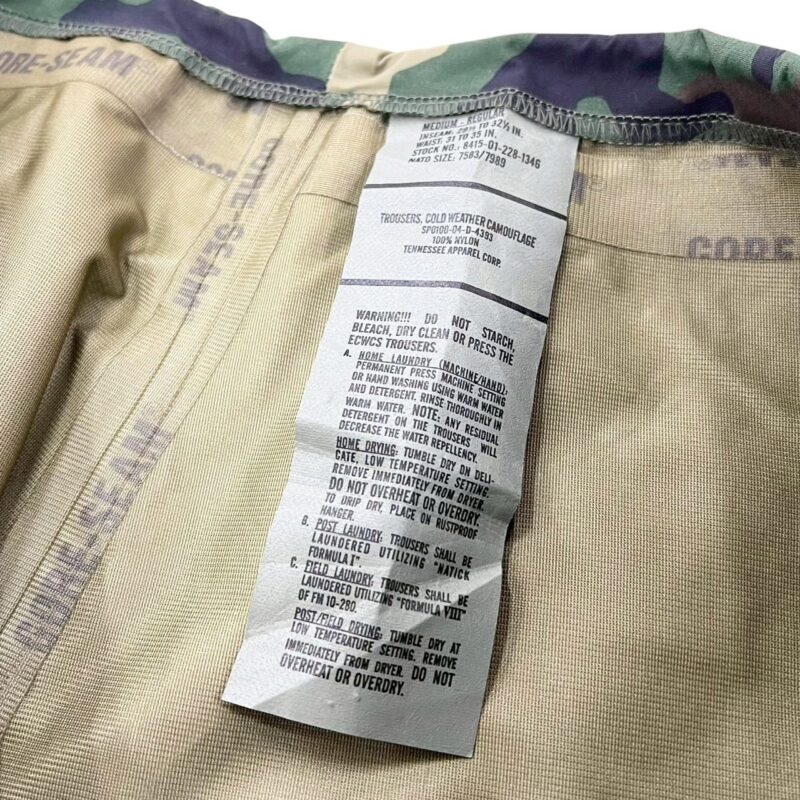 MEDIUM - REGULAR
INSEAM: 29½ TO 32½ IN.
WAIST: 31 TO 35 IN.
STOCK NO.: 8415-01-228-1346
NATO SIZE: 7583/7989
TROUSERS, COLD WEATHER CAMOUFLAGE
SPO100-04-D-4393
100% NYLON
TENNESSEE APPAREL CORP.
WARNING!!! DO NOT STARCH,
BLEACH, DRY CLEAN OR PRESS THE
ECWCS TROUSERS.
A. HOME LAUNDRY (MACHINE/HAND),
PERMANENT PRESS MACHINE SETTING
OR HAND WASHING USING WARM WATER
AND DETERGENT. RINSE THOROUGHLY IN
WARM WATER. NOTE: ANY RESIDUAL
DETERGENT ON THE TROUSERS WILL
DECREASE THE WATER REPELLENCY.
HOME DRYING: TUMBLE DRY ON DELI-
CATE, LOW TEMPERATURE SETTING.
REMOVE IMMEDIATELY FROM DRYER.
DO NOT OVERHEAT OR OVERDRY.
TO DRIP DRY, PLACE ON RUSTPROOF
HANGER.
B. POST LAUNDRY: TROUSERS SHALL BE
LAUNDERED UTILIZING "NATICK
FORMULA I".
C. FIELD LAUNDRY: TROUSERS SHALL BE
LAUNDERED UTILIZING "FORMULA VIII"
OF FM 10-280.
POST/FIELD DRYING: TUMBLE DRY AT
LOW TEMPERATURE SETTING. REMOVE
IMMEDIATELY FROM DRYER. DO NOT
OVERHEAT OR OVERDRY.
GORE-SEAM®
GORE-SEAM
GORE-SEAM